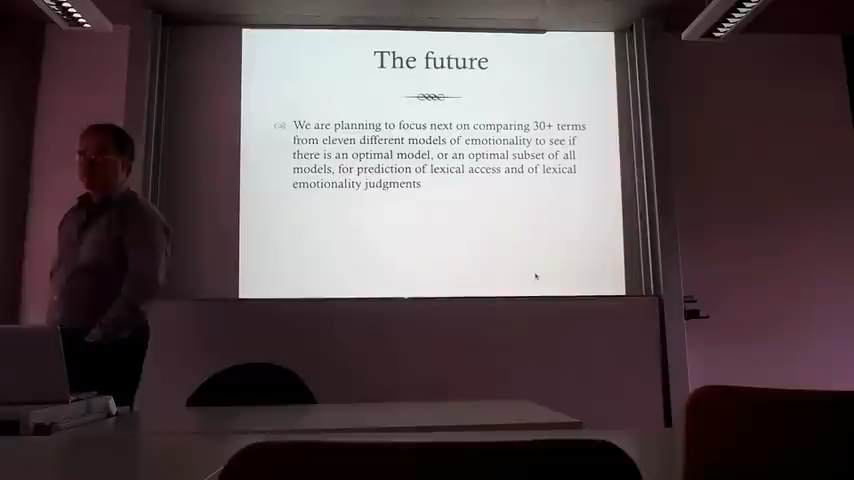 The future
We are planning to focus next on comparing 30+ terms
from eleven different models of emotionality to see if
there is an optimal model, or an optimal subset of all
models, for prediction of lexical access and of lexical
emotionality judgments